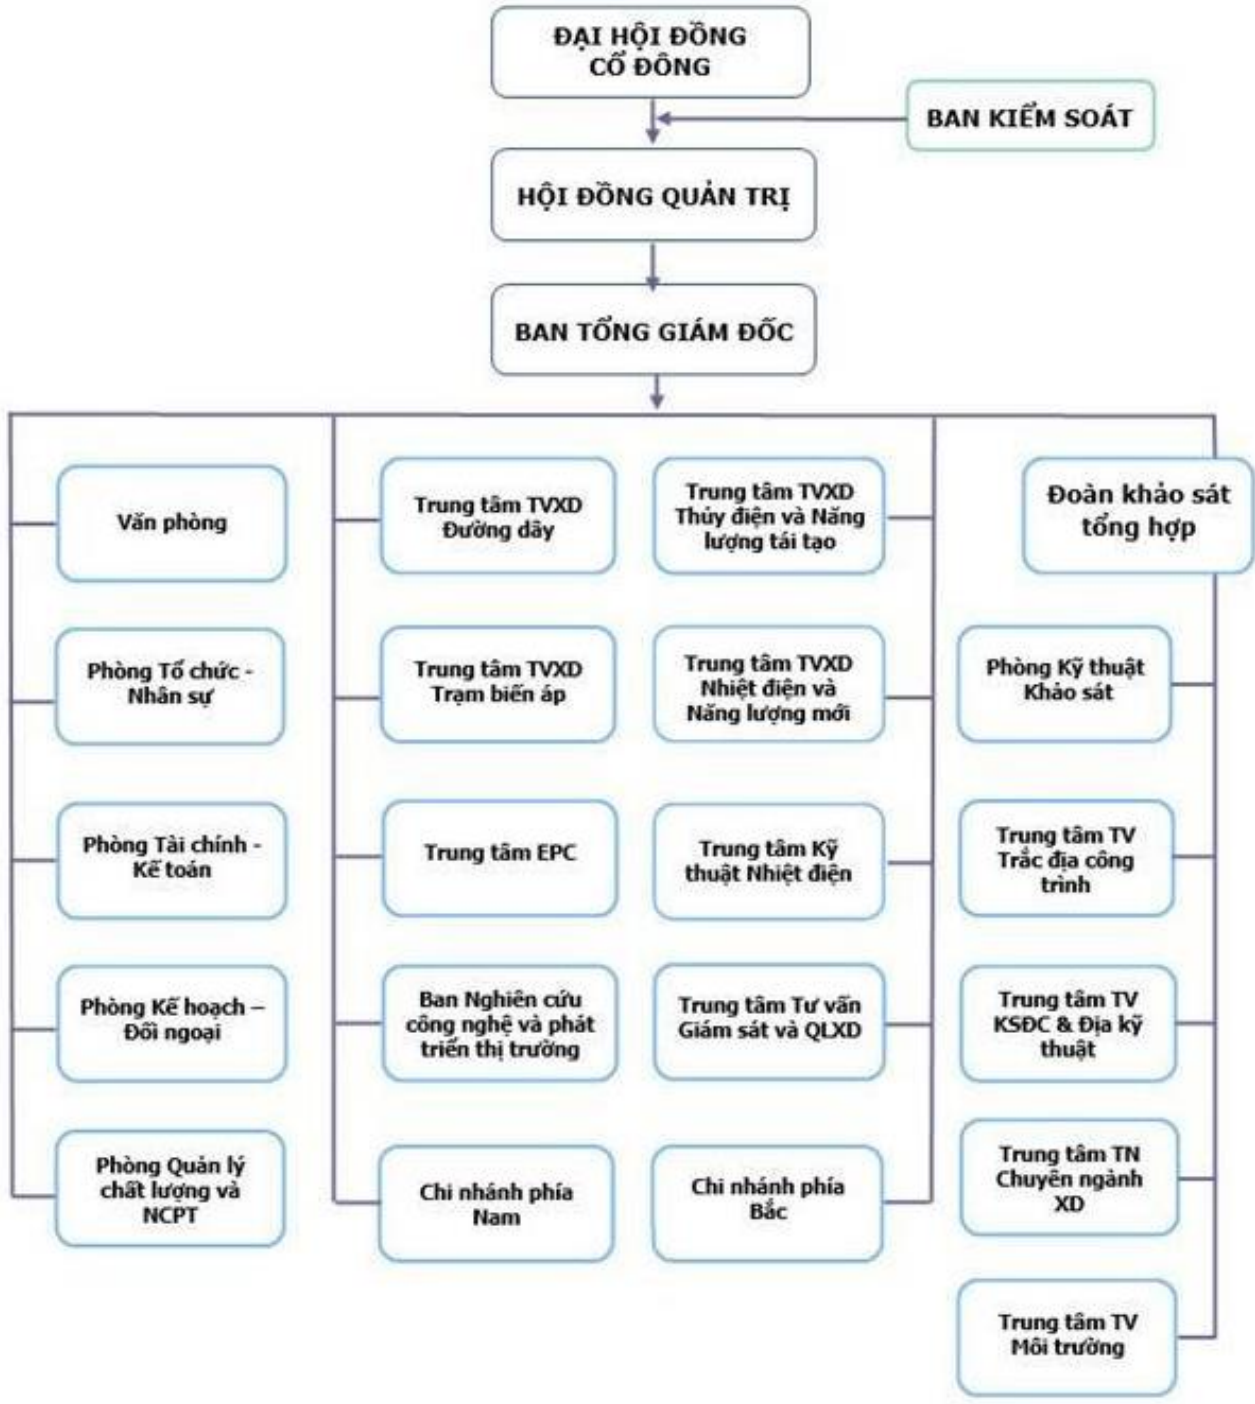 ĐẠI HỘI ĐỒNG
CỔ ĐÔNG
BAN KIỂM SOÁT
HỘI ĐỒNG QUẢN TRỊ
BAN TỔNG GIÁM ĐỐC
Văn phòng
Phòng Tổ chức -
Nhân sự
Phòng Tài chính -
Kế toán
Phòng Kế hoạch –
Đối ngoại
Phòng Quản lý
chất lượng và
NCPT
Trung tâm TVXD
Đường dây
Trung tâm TVXD
Trạm biến áp
Trung tâm EPC
Ban Nghiên cứu
công nghệ và phát
triển thị trường
Chi nhánh phía
Nam
Trung tâm TVXD
Thủy điện và Năng
lượng tái tạo
Trung tâm TVXD
Nhiệt điện và
Năng lượng mới
Trung tâm Kỹ
thuật Nhiệt điện
Trung tâm Tư vấn
Giám sát và QLXD
Chi nhánh phía
Bắc
Đoàn khảo sát
tổng hợp
Phòng Kỹ thuật
Khảo sát
Trung tâm TV
Trắc địa công
trình
Trung tâm TV
KSĐC & Địa kỹ
thuật
Trung tâm TN
Chuyên ngành
XD
Trung tâm TV
Môi trường